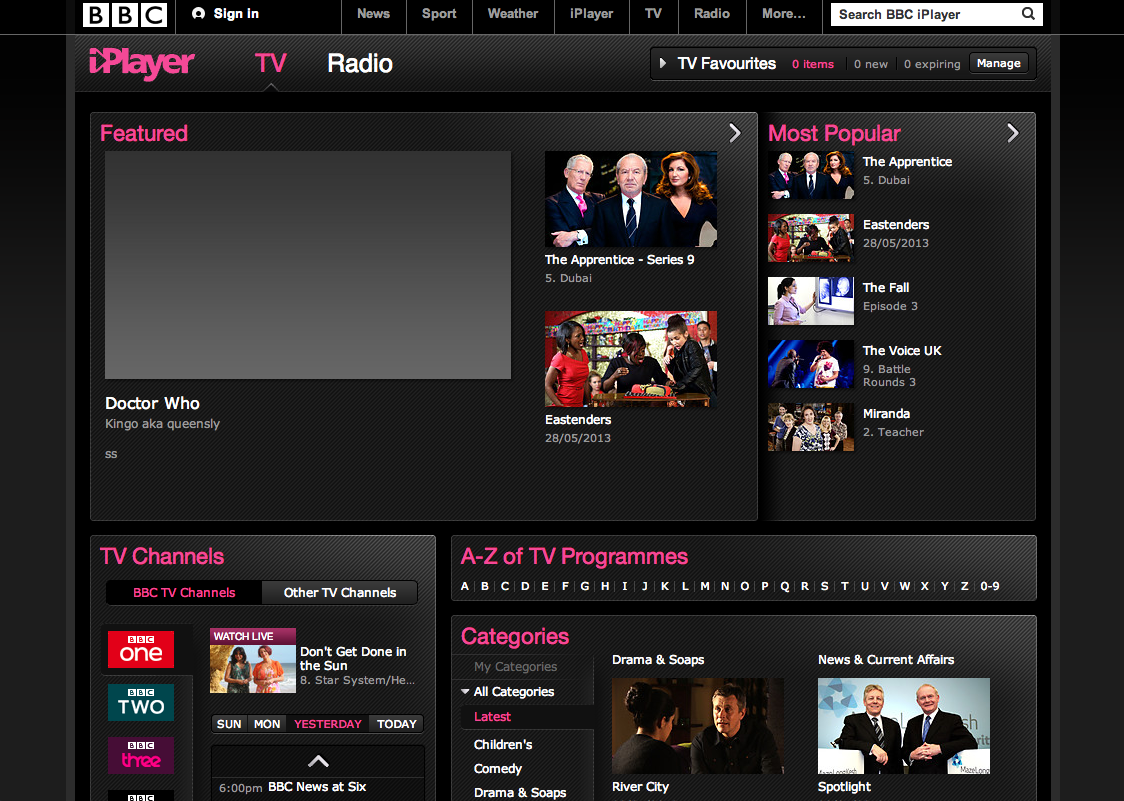 BBC
Sign in
News
Sport
Weather
iPlayer
TV
Radio
More...
Search BBC iPlayer
iPlayer
TV
Radio
TV Favourites
0 items
0 new
0 expiring
Manage
Featured
Doctor Who
Kingo aka queensly
ss
The Apprentice - Series 9
5. Dubai
Eastenders
28/05/2013
Most Popular
The Apprentice
5. Dubai
Eastenders
28/05/2013
The Fall
Episode 3
The Voice UK
9. Battle
Rounds 3
Miranda
2. Teacher
TV Channels
BBC TV Channels
Other TV Channels
BBC
one
BBC
TWO
BBC
three
BBC
WATCH LIVE
Don't Get Done in
the Sun
8. Star System/He...
SUN
MON
YESTERDAY
TODAY
6:00pm BBC News at Six
A-Z of TV Programmes
A B C D E F G H I J K L M N O P Q R S T U V W X Y Z 0-9
Categories
My Categories
All Categories
Latest
Children's
Comedy
Drama & Soaps
Drama & Soaps
River City
News & Current Affairs
Spotlight